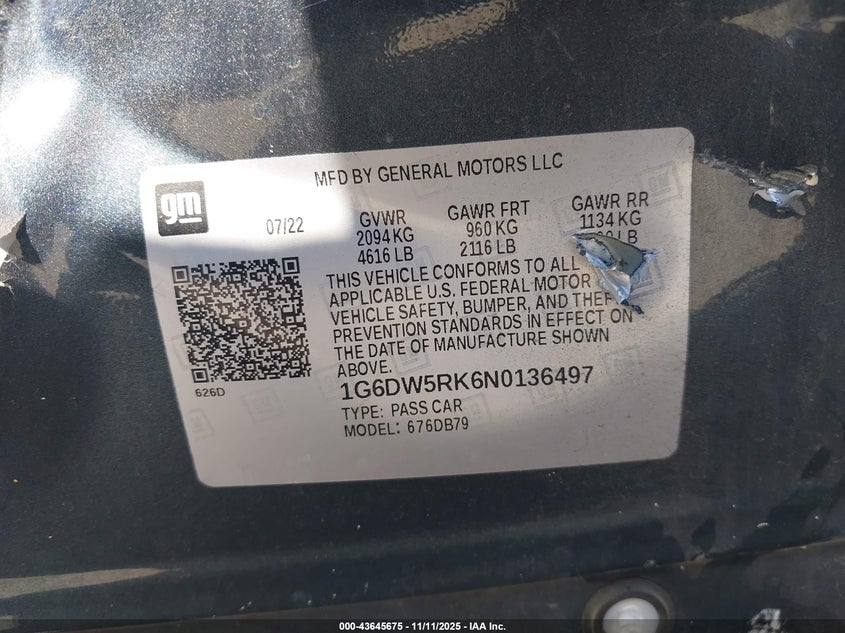 MFD BY GENERAL MOTORS LLC
gm
07/22
GVWR
2094 KG
4616 LB
GAWR FRT
960 KG
2116 LB
GAWR RR
1134 KG
LB
THIS VEHICLE CONFORMS TO ALL
APPLICABLE U.S. FEDERAL MOTOR
VEHICLE SAFETY, BUMPER, AND
PREVENTION STANDARDS IN EFFECT ON
THE DATE OF MANUFACTURE SHOWN
ABOVE.
626D
1G6DW5RK6N0136497
TYPE: PASS CAR
MODEL: 676DB79
000-43645675 - 11/11/2025 - IAA Inc.